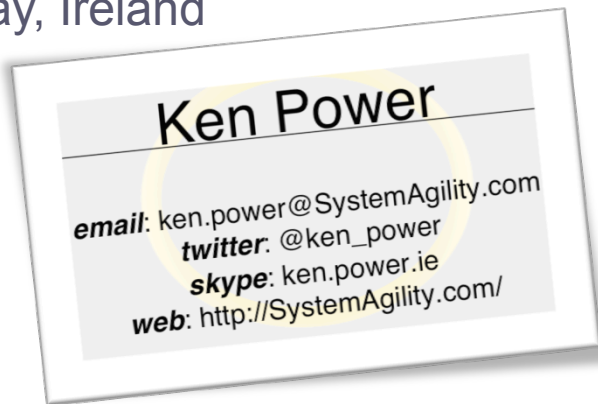 ay, Ireland
Ken Power
email: ken.power@SystemAgility.com
twitter: @ken_power
skype: ken.power.ie
web: http://SystemAgility.com/